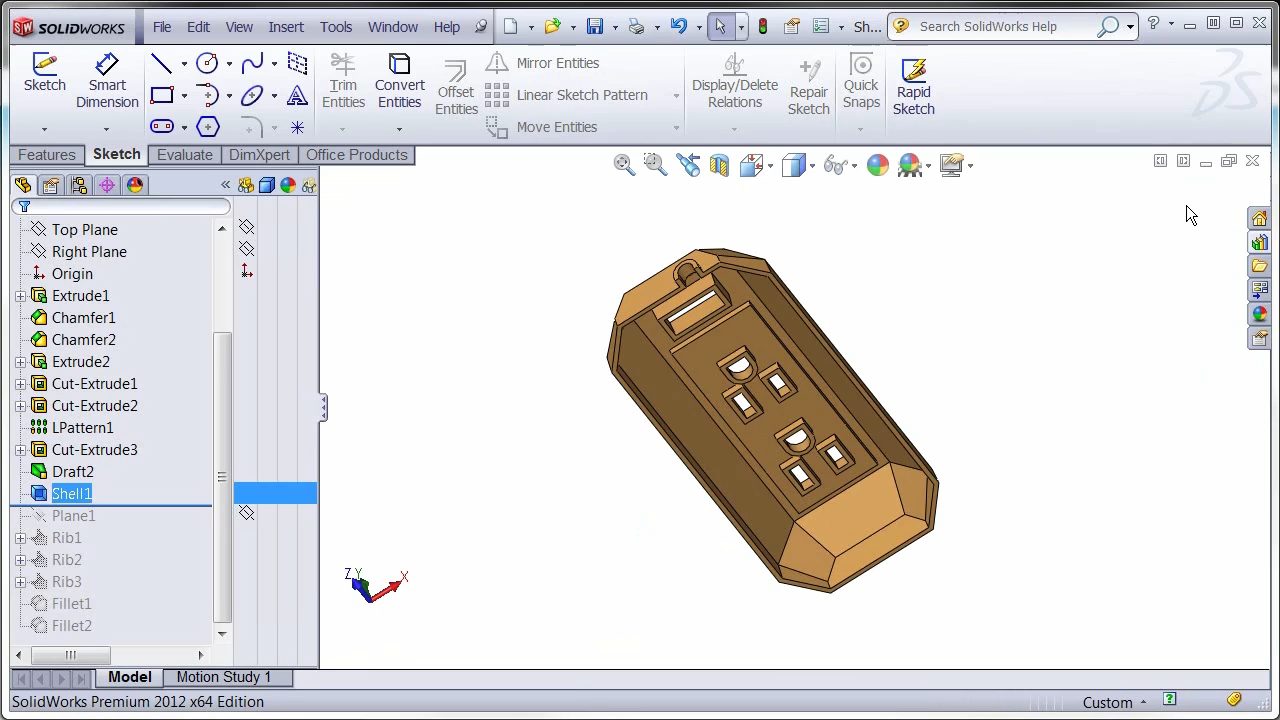 SW SOLIDWORKS File Edit View Insert Tools Window Help Sh... Search SolidWorks Help
Sketch Smart Dimension Trim Entities Convert Entities Offset Entities Mirror Entities Linear Sketch Pattern Move Entities Display/Delete Relations Repair Sketch Quick Snaps Rapid Sketch
Features Sketch Evaluate DimXpert Office Products
Top Plane
Right Plane
Origin
Extrude1
Chamfer1
Chamfer2
Extrude2
Cut-Extrude1
Cut-Extrude2
LPattern1
Cut-Extrude3
Draft2
Shell1
Plane1
Rib1
Rib2
Rib3
Fillet1
Fillet2
Z Y X
Model Motion Study 1
SolidWorks Premium 2012 x64 Edition Custom